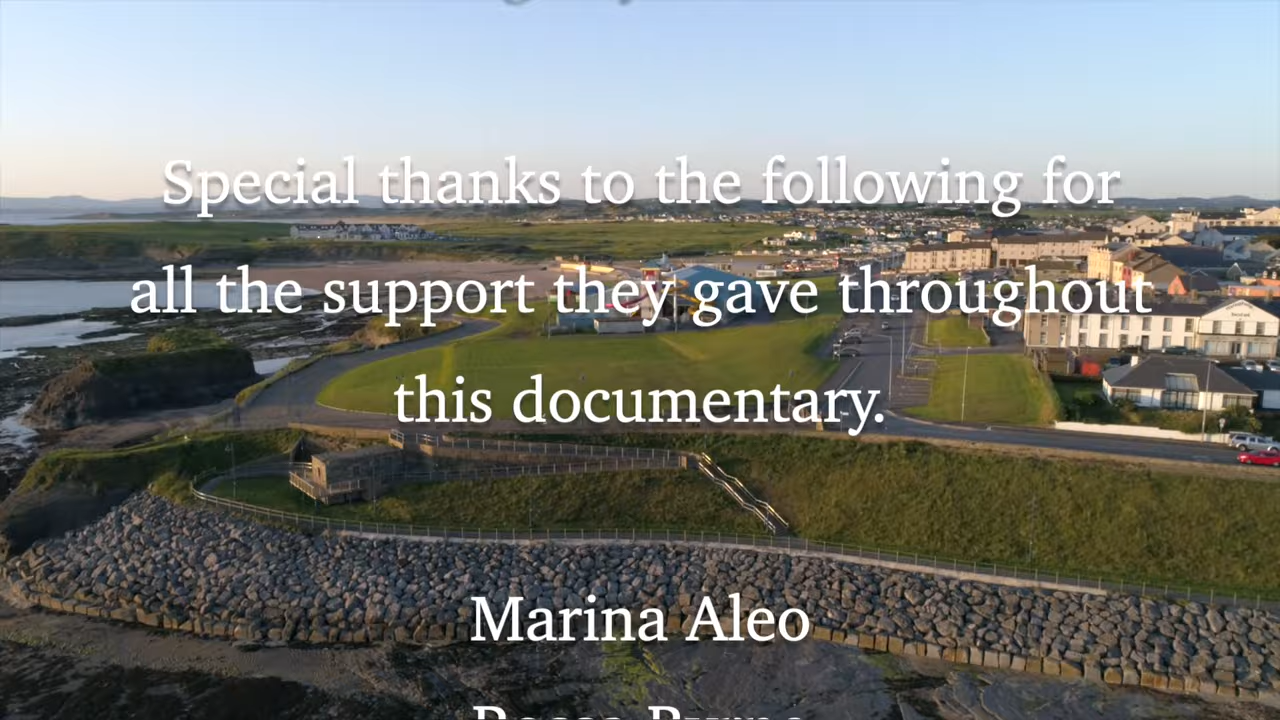 Special thanks to the following for
all the support they gave throughout
this documentary.
Marina Aleo